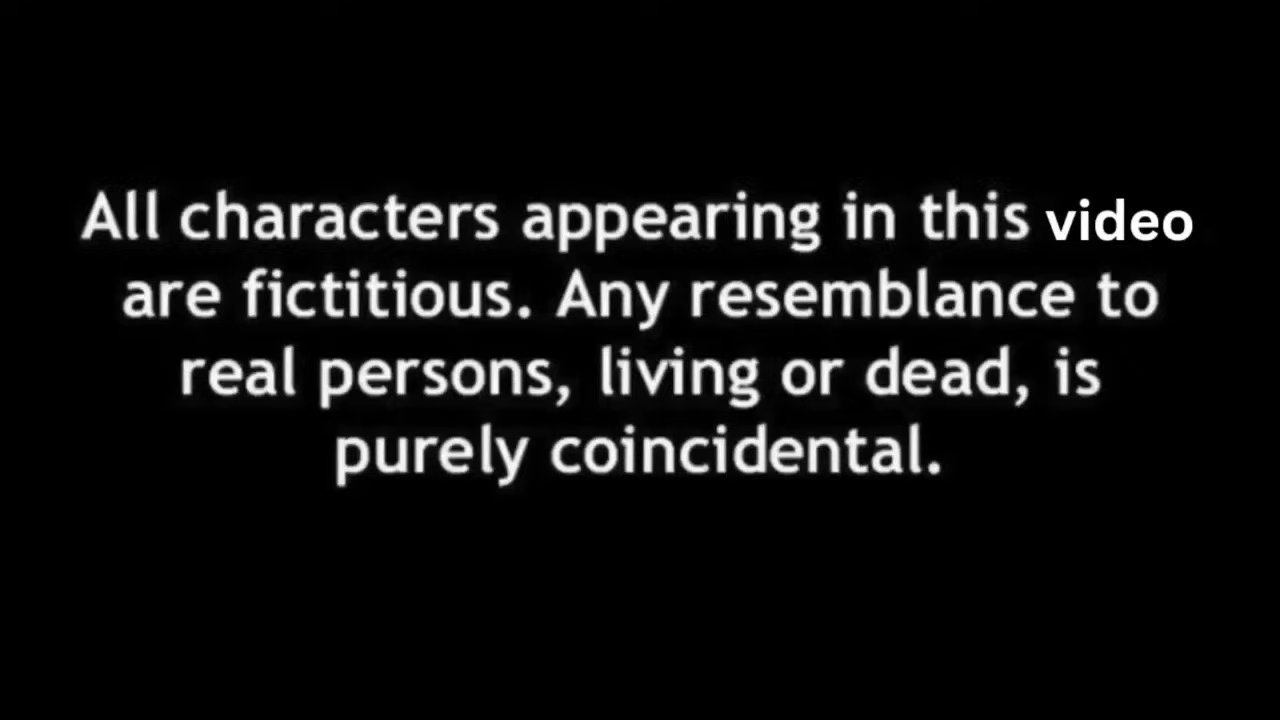 All characters appearing in this video
are fictitious. Any resemblance to
real persons, living or dead, is
purely coincidental.